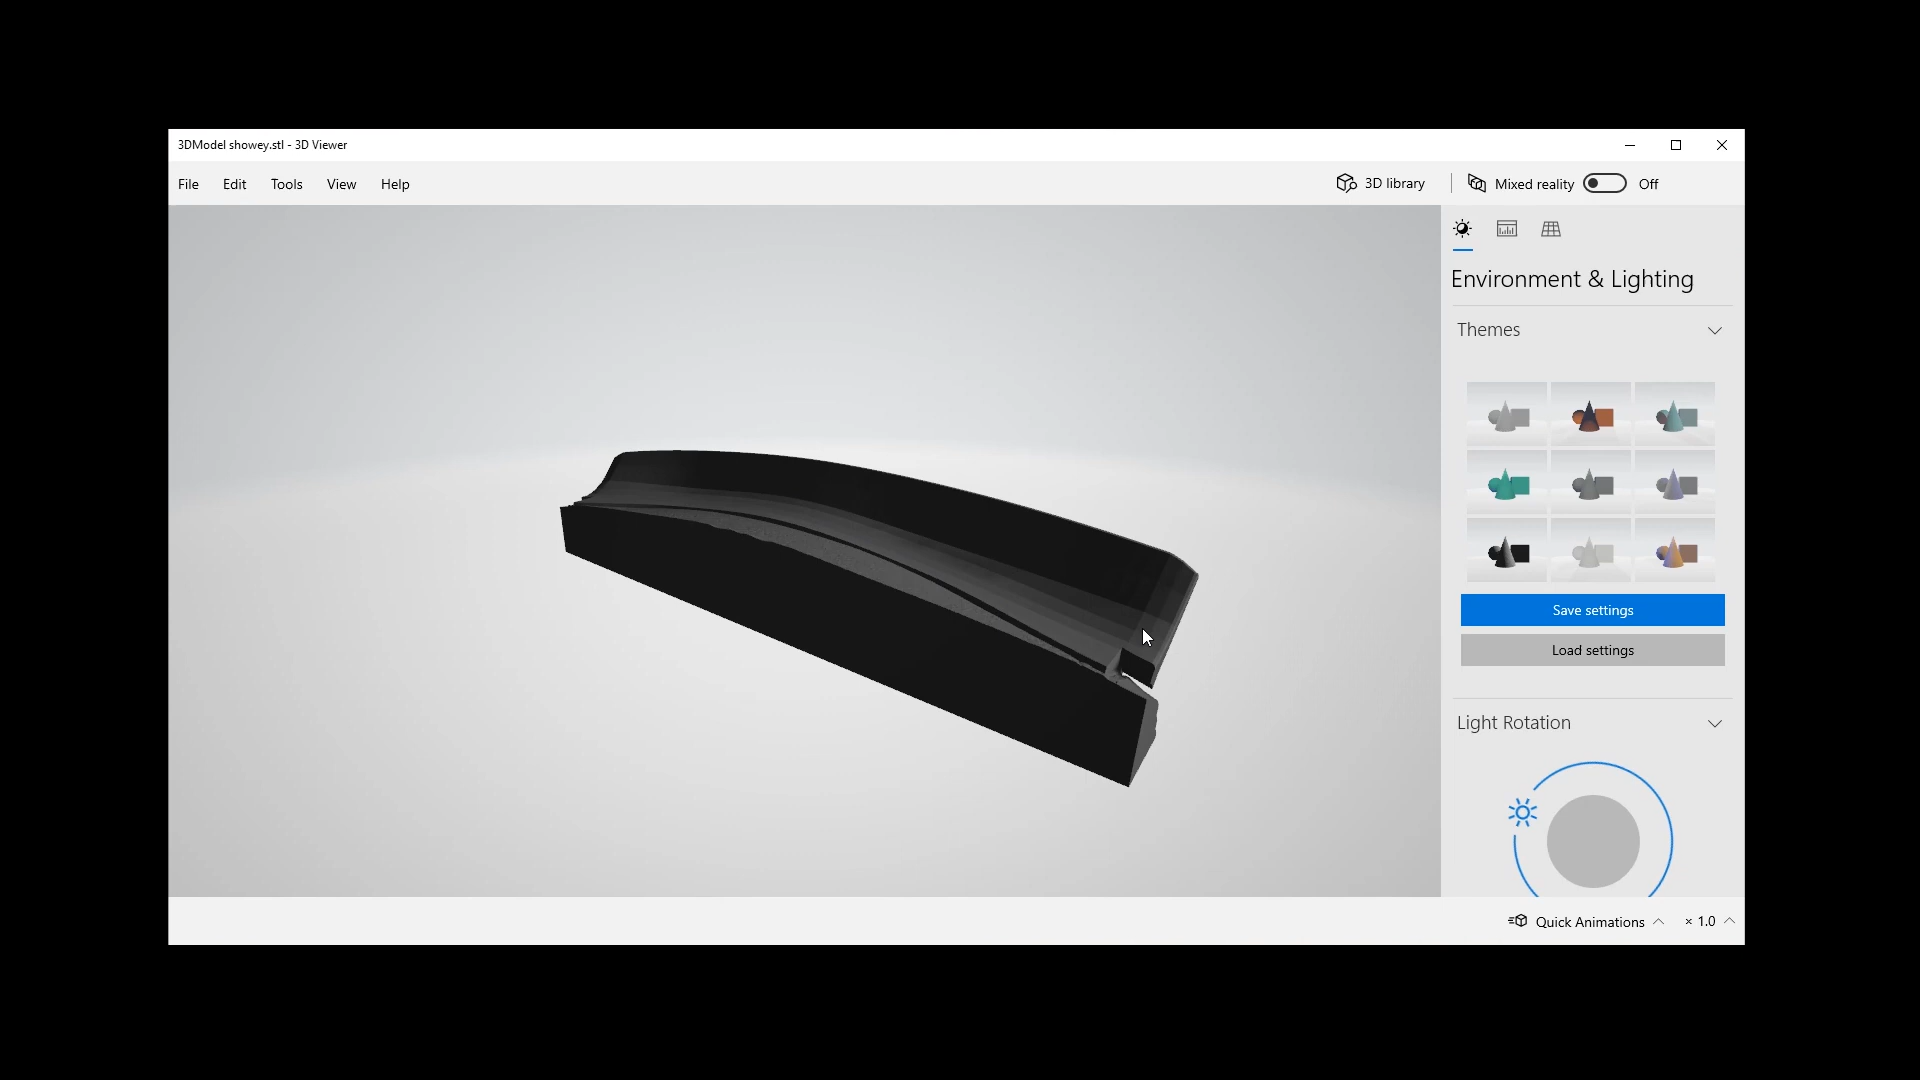 3DModel showey.stl - 3D Viewer
File Edit Tools View Help 3D library Mixed reality Off
Environment & Lighting
Themes
Save settings
Load settings
Light Rotation
Quick Animations × 1.0